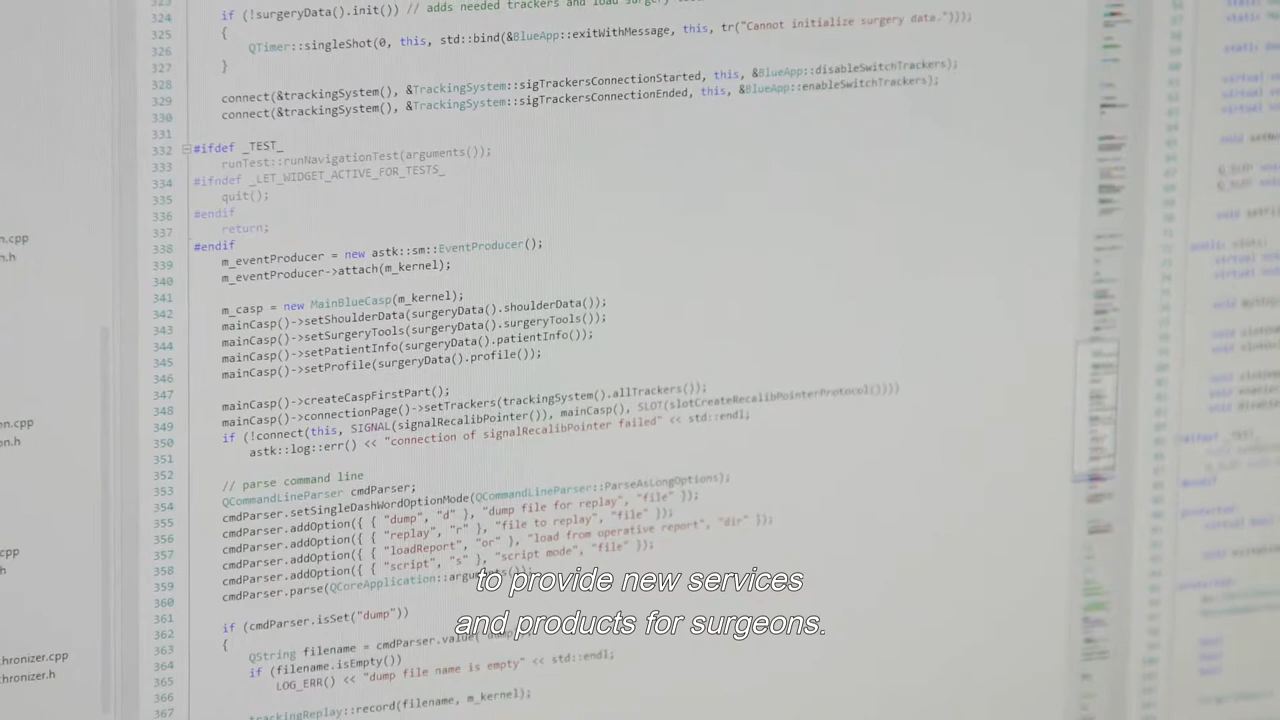 323
324 if (!surgeryData().init()) // adds needed trackers and load
325 {
326 QTimer::singleShot(0, this, std::bind(&BlueApp::exitWithMessage, this, tr("Cannot initialize surgery data.")));
327 }
328 connect(&trackingSystem(), &TrackingSystem::sigTrackersConnectionStarted, this, &BlueApp::disableSwitchTrackers);
329 connect(&trackingSystem(), &TrackingSystem::sigTrackersConnectionEnded, this, &BlueApp::enableSwitchTrackers);
330
331
332 #ifdef _TEST_
333 runTest::runNavigationTest(arguments());
334 #ifndef _LET_WIDGET_ACTIVE_FOR_TESTS_
335 quit();
336 #endif
337 return;
338 #endif
339 m_eventProducer = new astk::sm::EventProducer();
340 m_eventProducer->attach(m_kernel);
341
342 m_casp = new MainBlueCasp(m_kernel);
343 mainCasp()->setShoulderData(surgeryData().shoulderData());
344 mainCasp()->setSurgeryTools(surgeryData().surgeryTools());
345 mainCasp()->setPatientInfo(surgeryData().patientInfo());
346 mainCasp()->setProfile(surgeryData().profile());
347 mainCasp()->createCaspFirstPart();
348 mainCasp()->connectionPage()->setTrackers(trackingSystem().allTrackers());
349 if (!connect(this, SIGNAL(signalRecalibPointer()), mainCasp(), SLOT(slotCreateRecalibPointerProtocol())))
350 astk::log::err() << "connection of signalRecalibPointer failed" << std::endl;
351
352 // parse command line
353 QCommandLineParser cmdParser;
354 cmdParser.setSingleDashWordOptionMode(QCommandLineParser::ParseAsLongOptions);
355 cmdParser.addOption({ { "dump", "d" }, "dump file for replay", "file" });
356 cmdParser.addOption({ { "replay", "r" }, "file to replay", "file" });
357 cmdParser.addOption({ { "loadReport", "or" }, "load from operative report", "dir" });
358 cmdParser.addOption({ { "script", "s" }, "script mode", "file" });
359 cmdParser.parse(QCoreApplication::arguments());
360
361 if (cmdParser.isSet("dump"))
362 {
363 QString filename = cmdParser.value("dump");
364 if (filename.isEmpty())
365 LOG_ERR() << "dump file name is empty" << std::endl;
366
367 trackingReplay::record(filename, m_kernel);
n.cpp
n.h
on.cpp
on.h
cpp
h
hronizer.cpp
hronizer.h
to provide new services
and products for surgeons.